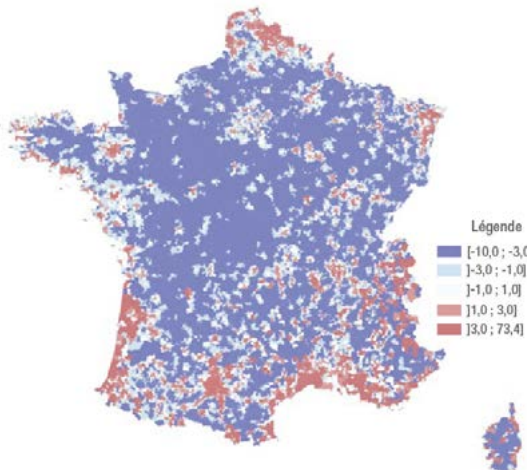 Légende
[-10,0 ; -3,0
]-3,0 ; -1,0]
]-1,0 ; 1,0]
]1,0 ; 3,0]
]3,0 ; 73,4]